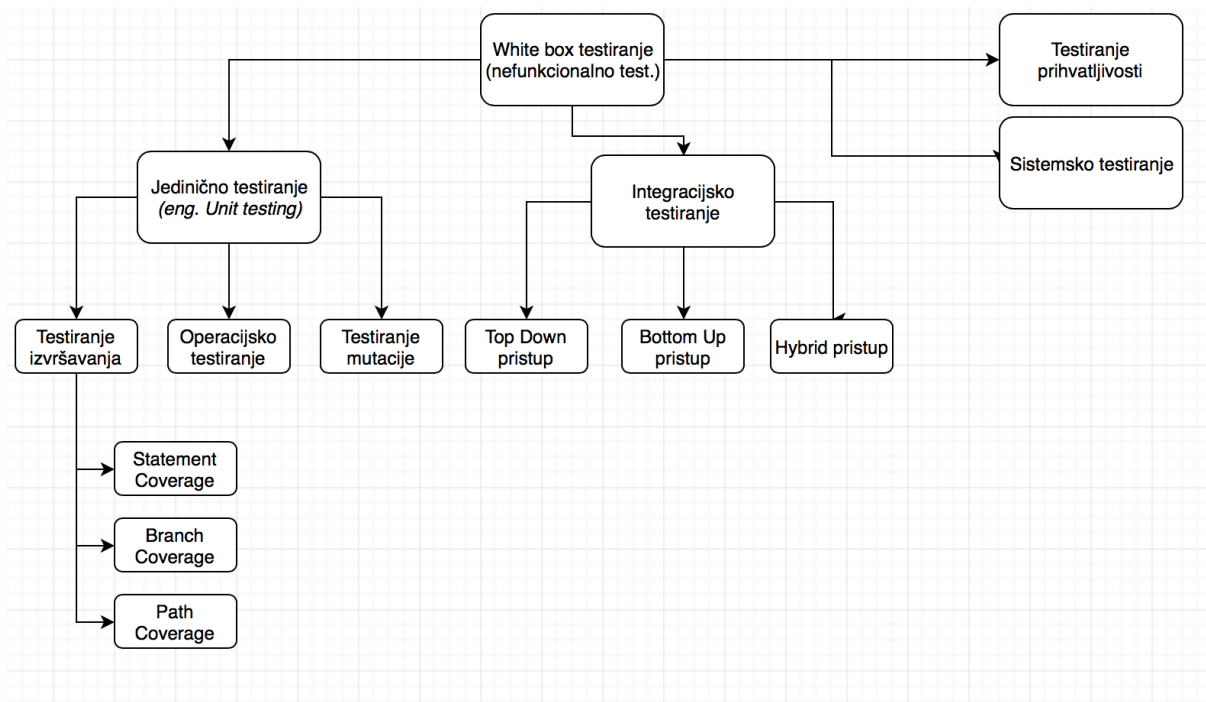 White box testiranje
(nefunkcionalno test.)
Testiranje
prihvatljivosti
Sistemsko testiranje
Jedinično testiranje
(eng. Unit testing)
Integracijsko
testiranje
Testiranje
izvršavanja
Operacijsko
testiranje
Testiranje
mutacije
Top Down
pristup
Bottom Up
pristup
Hybrid pristup
Statement
Coverage
Branch
Coverage
Path
Coverage